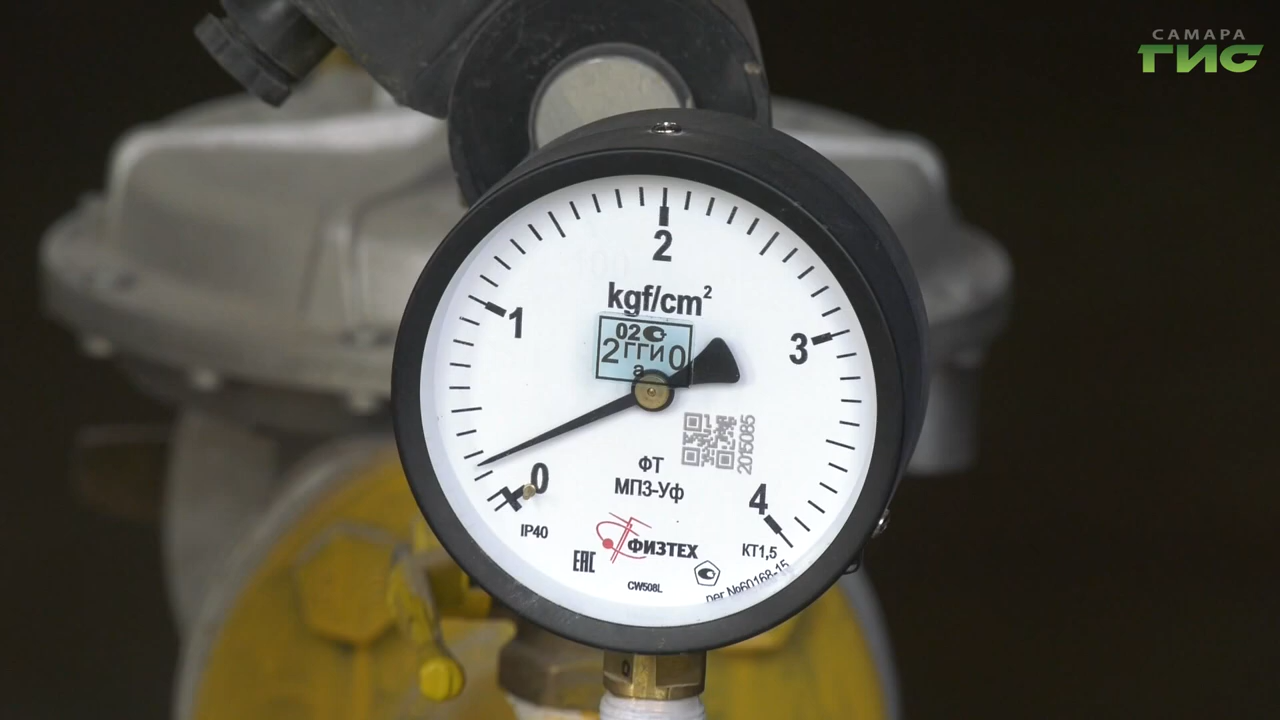 САМАРА
ГИС
2
kgf/cm²
1
02
2 ГГИ 0
а
3
0
2015085
ФТ
МПЗ-Уф
4
IP40
ФИЗТЕХ
КТ1,5
ЕАС
CW508L
рег №60168-15